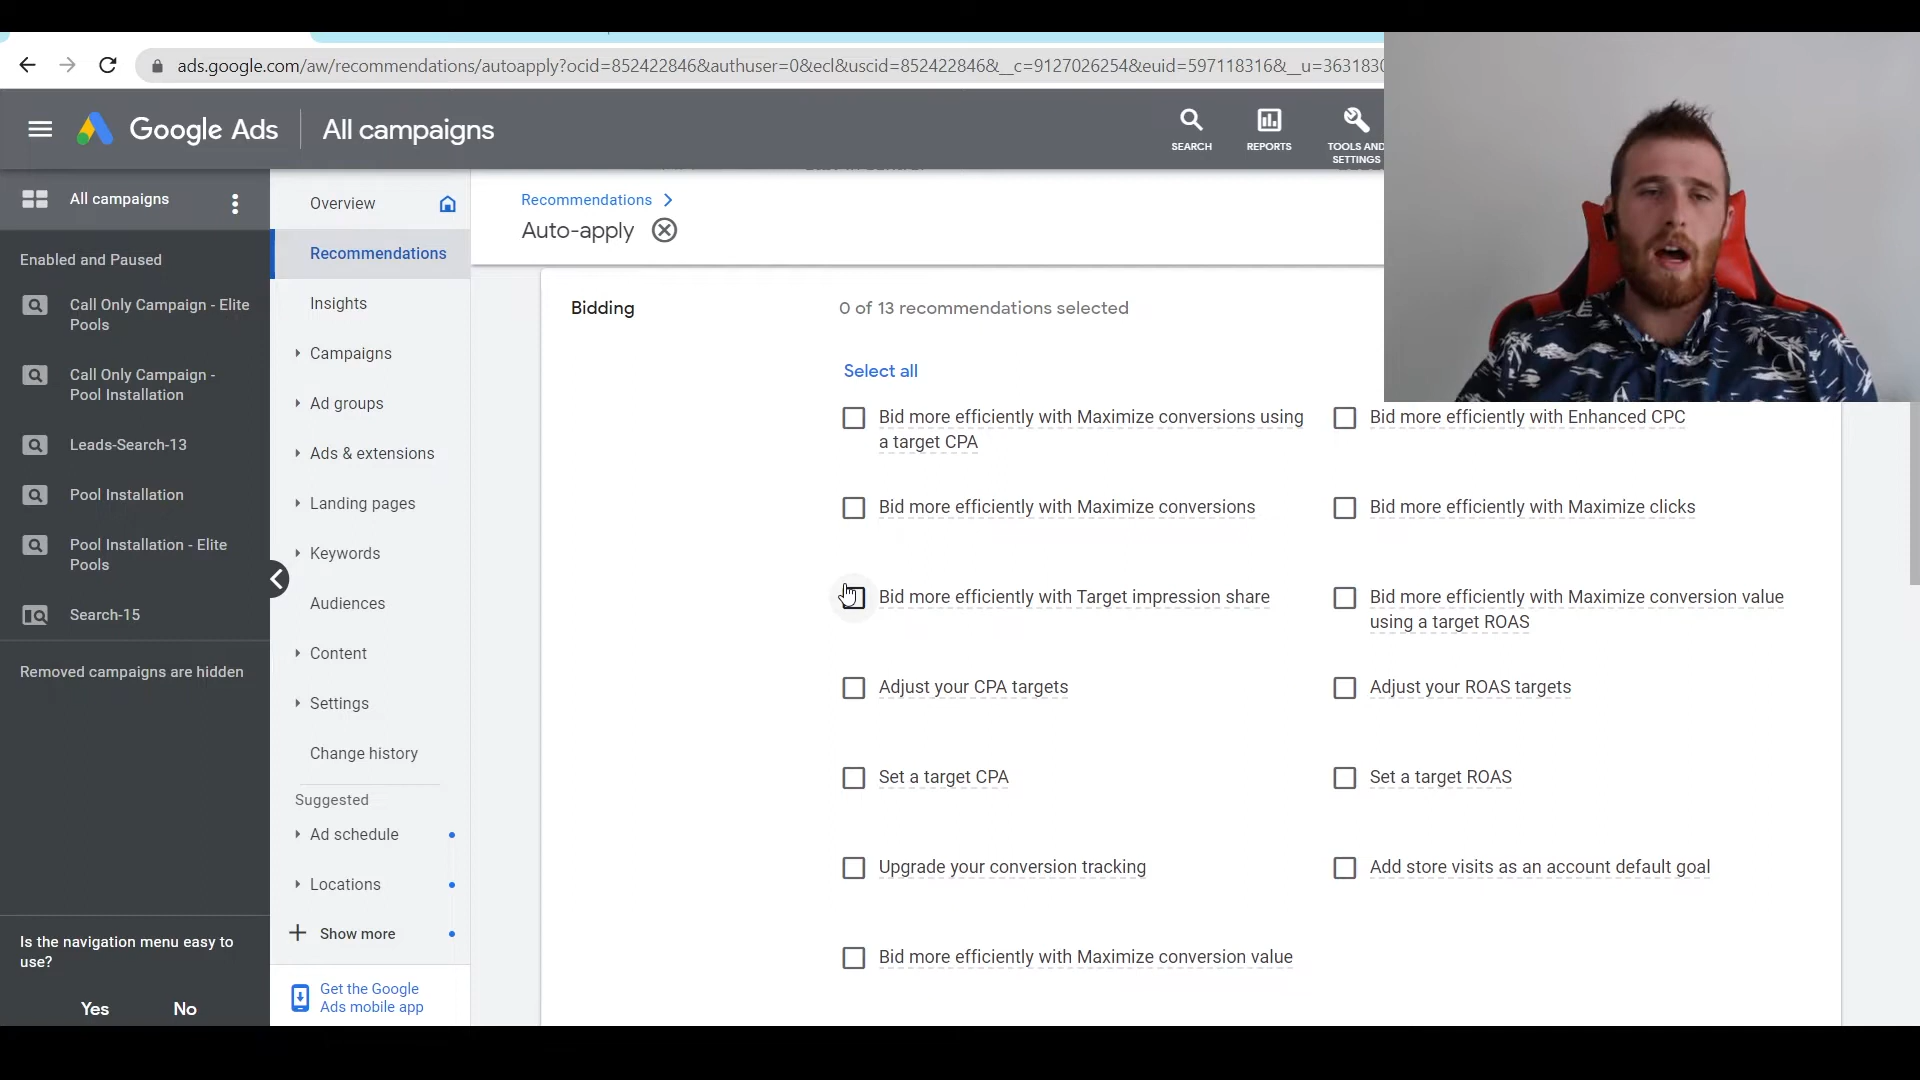 ads.google.com/aw/recommendations/autoapply?ocid=852422846&authuser=0&ecl&uscid=852422846&__c=9127026254&euid=597118316&__u=363183
Google Ads
All campaigns
SEARCH
REPORTS
TOOLS AND
SETTINGS
All campaigns
Enabled and Paused
Call Only Campaign - Elite
Pools
Call Only Campaign -
Pool Installation
Leads-Search-13
Pool Installation
Pool Installation - Elite
Pools
Search-15
Removed campaigns are hidden
Is the navigation menu easy to
use?
Yes No
Overview
Recommendations
Insights
Campaigns
Ad groups
Ads & extensions
Landing pages
Keywords
Audiences
Content
Settings
Change history
Suggested
Ad schedule
Locations
Show more
Get the Google
Ads mobile app
Recommendations
Auto-apply
Bidding
0 of 13 recommendations selected
Select all
Bid more efficiently with Maximize conversions using
a target CPA
Bid more efficiently with Enhanced CPC
Bid more efficiently with Maximize conversions
Bid more efficiently with Maximize clicks
Bid more efficiently with Target impression share
Bid more efficiently with Maximize conversion value
using a target ROAS
Adjust your CPA targets
Adjust your ROAS targets
Set a target CPA
Set a target ROAS
Upgrade your conversion tracking
Add store visits as an account default goal
Bid more efficiently with Maximize conversion value